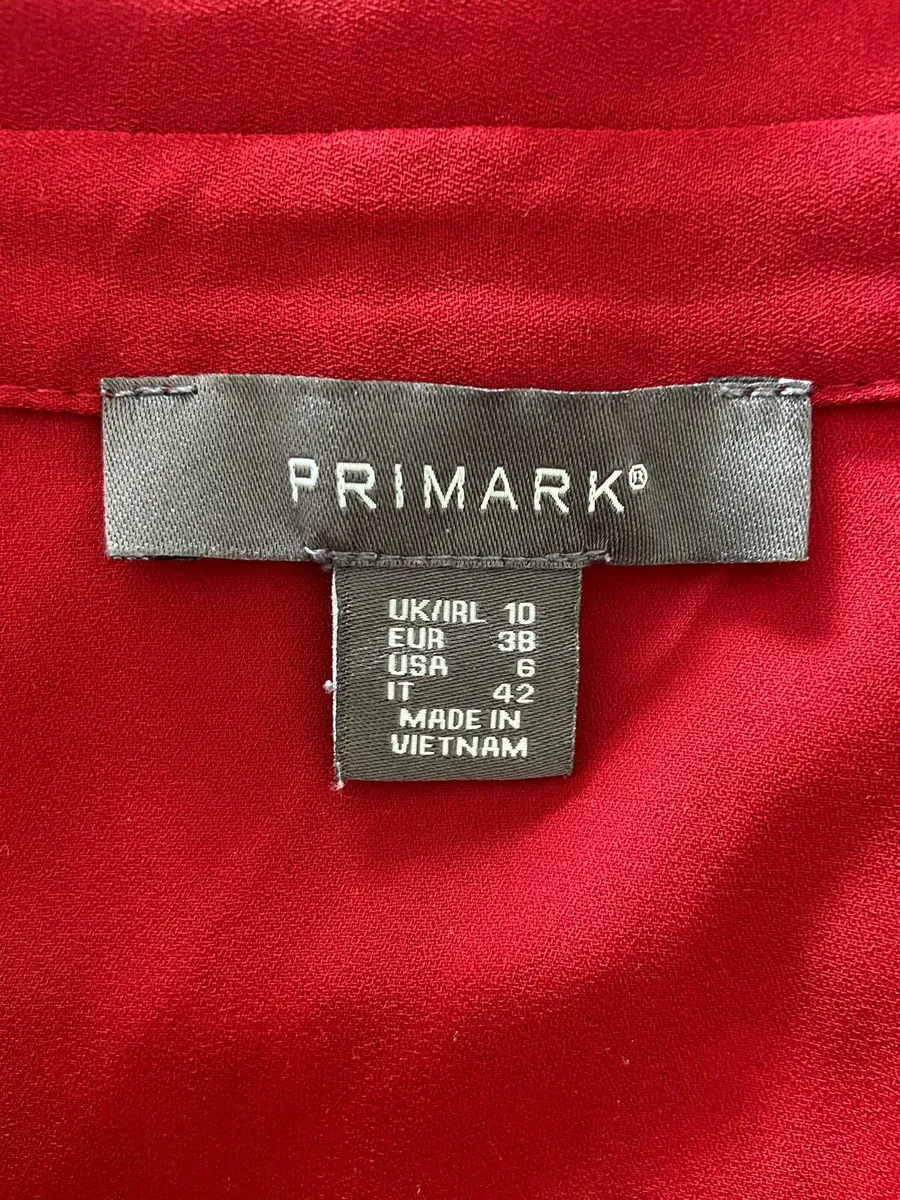 PRIMARK®
UK/IRL 10
EUR 38
USA 6
IT 42
MADE IN
VIETNAM